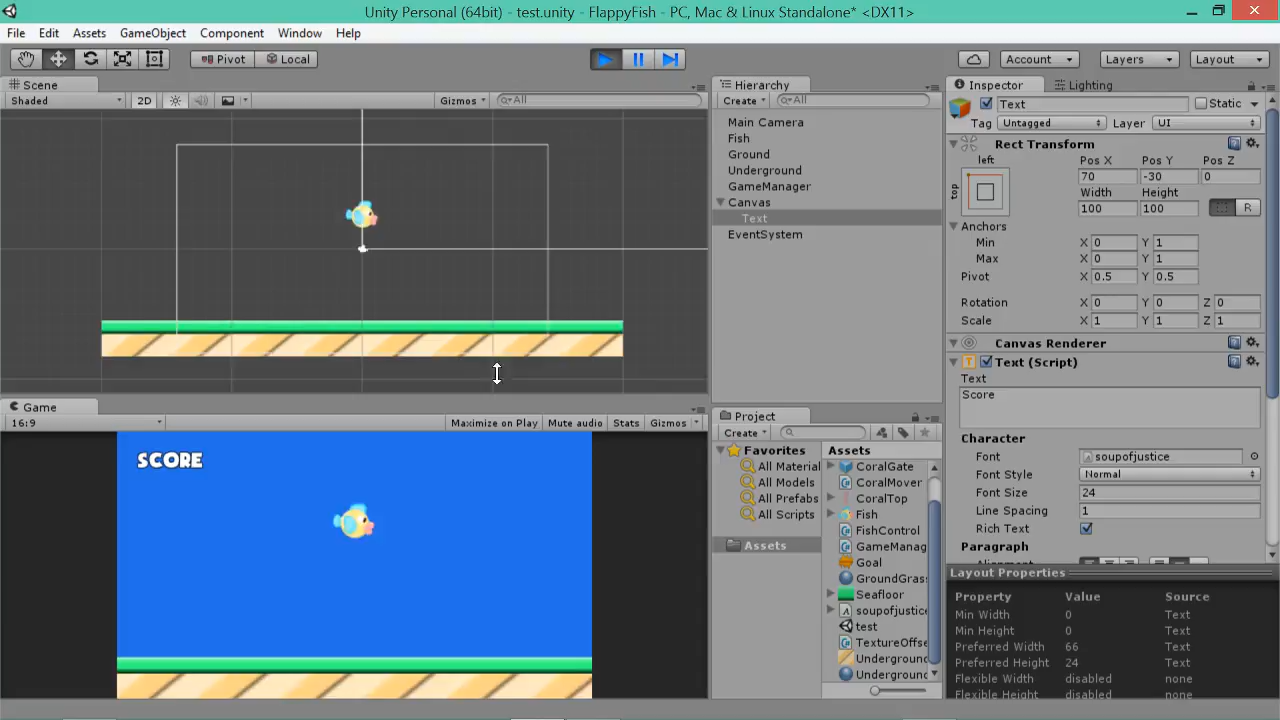 Unity Personal (64bit) - test.unity - FlappyFish - PC, Mac & Linux Standalone* <DX11>
File Edit Assets GameObject Component Window Help
Pivot Local Account Layers Layout
Scene
Shaded 2D Gizmos All
Game
16:9 Maximize on Play Mute audio Stats Gizmos
SCORE
Hierarchy
Create All
Main Camera
Fish
Ground
Underground
GameManager
Canvas
Text
EventSystem
Project
Create
Favorites
All Material
All Models
All Prefabs
All Scripts
Assets
Assets
CoralGate
CoralMover
CoralTop
Fish
FishControl
GameManag
Goal
GroundGras
Seafloor
soupofjustice
test
TextureOffse
Underground
Underground
Inspector Lighting
Text Static
Tag Untagged Layer UI
Rect Transform
left Pos X Pos Y Pos Z
top 70 -30 0
Width Height
100 100 R
Anchors
Min X 0 Y 1
Max X 0 Y 1
Pivot X 0.5 Y 0.5
Rotation X 0 Y 0 Z 0
Scale X 1 Y 1 Z 1
Canvas Renderer
Text (Script)
Text
Score
Character
Font soupofjustice
Font Style Normal
Font Size 24
Line Spacing 1
Rich Text
Paragraph
Layout Properties
Property Value Source
Min Width 0 Text
Min Height 0 Text
Preferred Width 66 Text
Preferred Height 24 Text
Flexible Width disabled none
Flexible Height disabled none